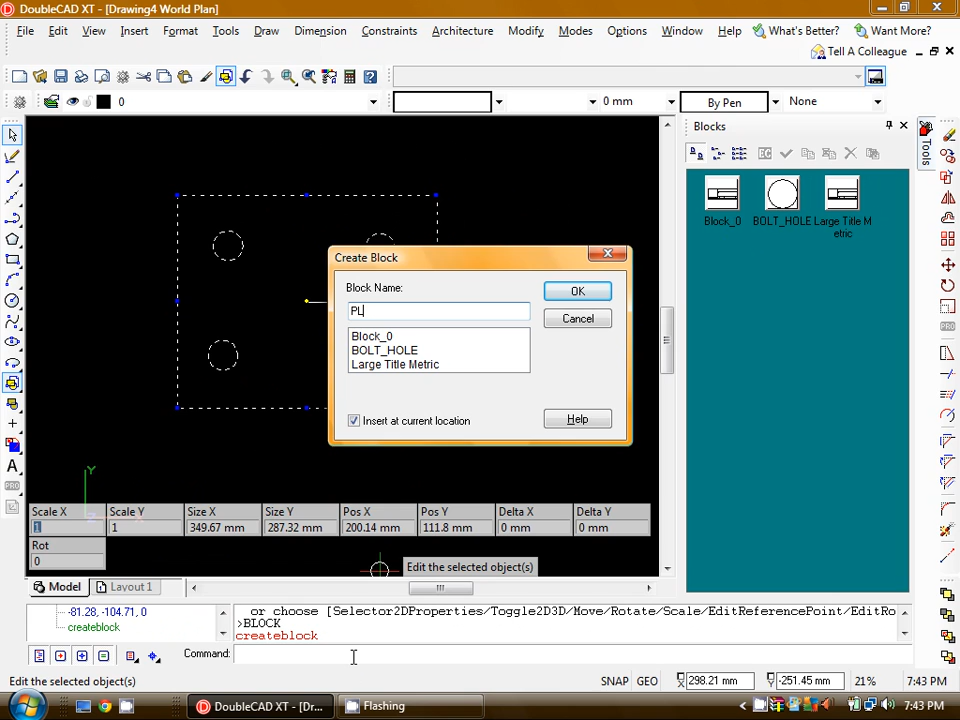 DoubleCAD XT - [Drawing4 World Plan]
File Edit View Insert Format Tools Draw Dimension Constraints Architecture Modify Modes Options Window Help What's Better? Want More?
Tell A Colleague
0 0 mm By Pen None
Blocks
Tools
Block_0 BOLT_HOLE Large Title M
etric
Create Block
Block Name:
PL
OK
Block_0
BOLT_HOLE
Large Title Metric
Cancel
Insert at current location
Help
Y
Scale X Scale Y Size X Size Y Pos X Pos Y Delta X Delta Y
1 1 349.67 mm 287.32 mm 200.14 mm 111.8 mm 0 mm 0 mm
Rot
0
Edit the selected object(s)
Model Layout 1
-81.28, -104.71, 0
createblock
or choose [Selector2DProperties/Toggle2D3D/Move/Rotate/Scale/EditReferencePoint/EditRo
>BLOCK
createblock
Command:
Edit the selected object(s) SNAP GEO X 298.21 mm Y -251.45 mm 21% 7:43 PM
DoubleCAD XT - [Dr... Flashing 7:43 PM
PRO
PRO